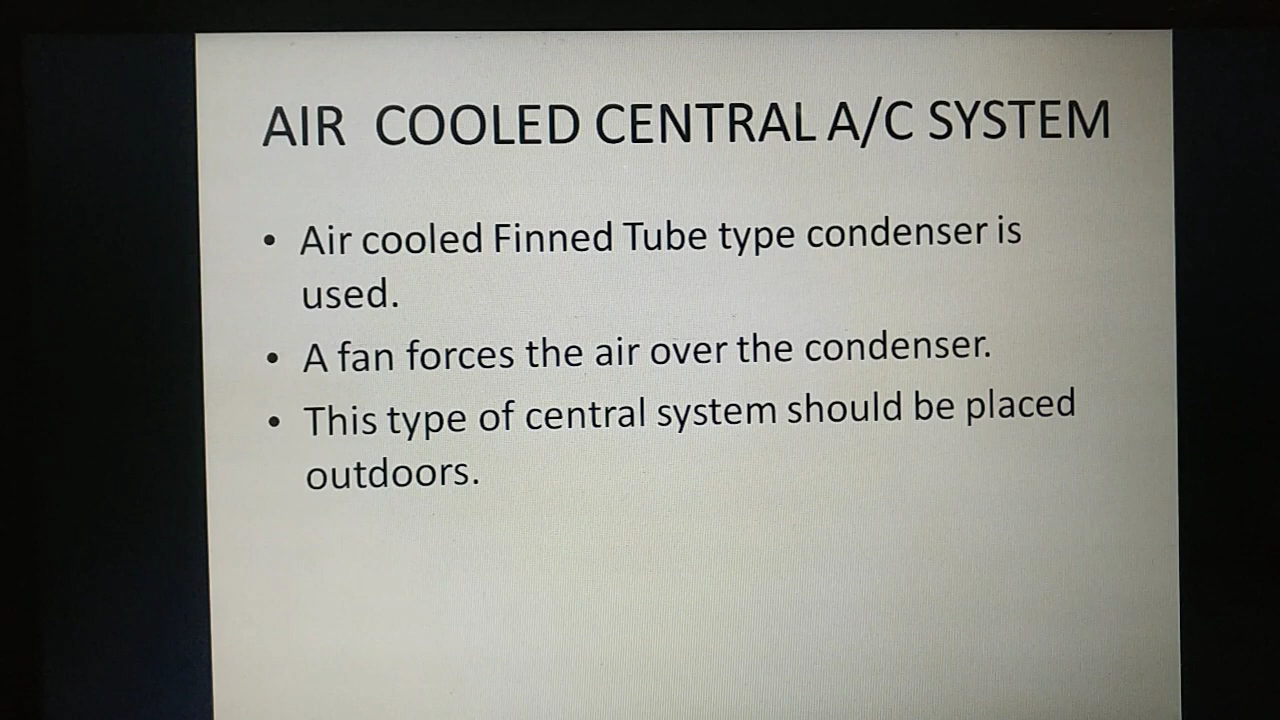 AIR COOLED CENTRAL A/C SYSTEM
• Air cooled Finned Tube type condenser is
used.
• A fan forces the air over the condenser.
• This type of central system should be placed
outdoors.